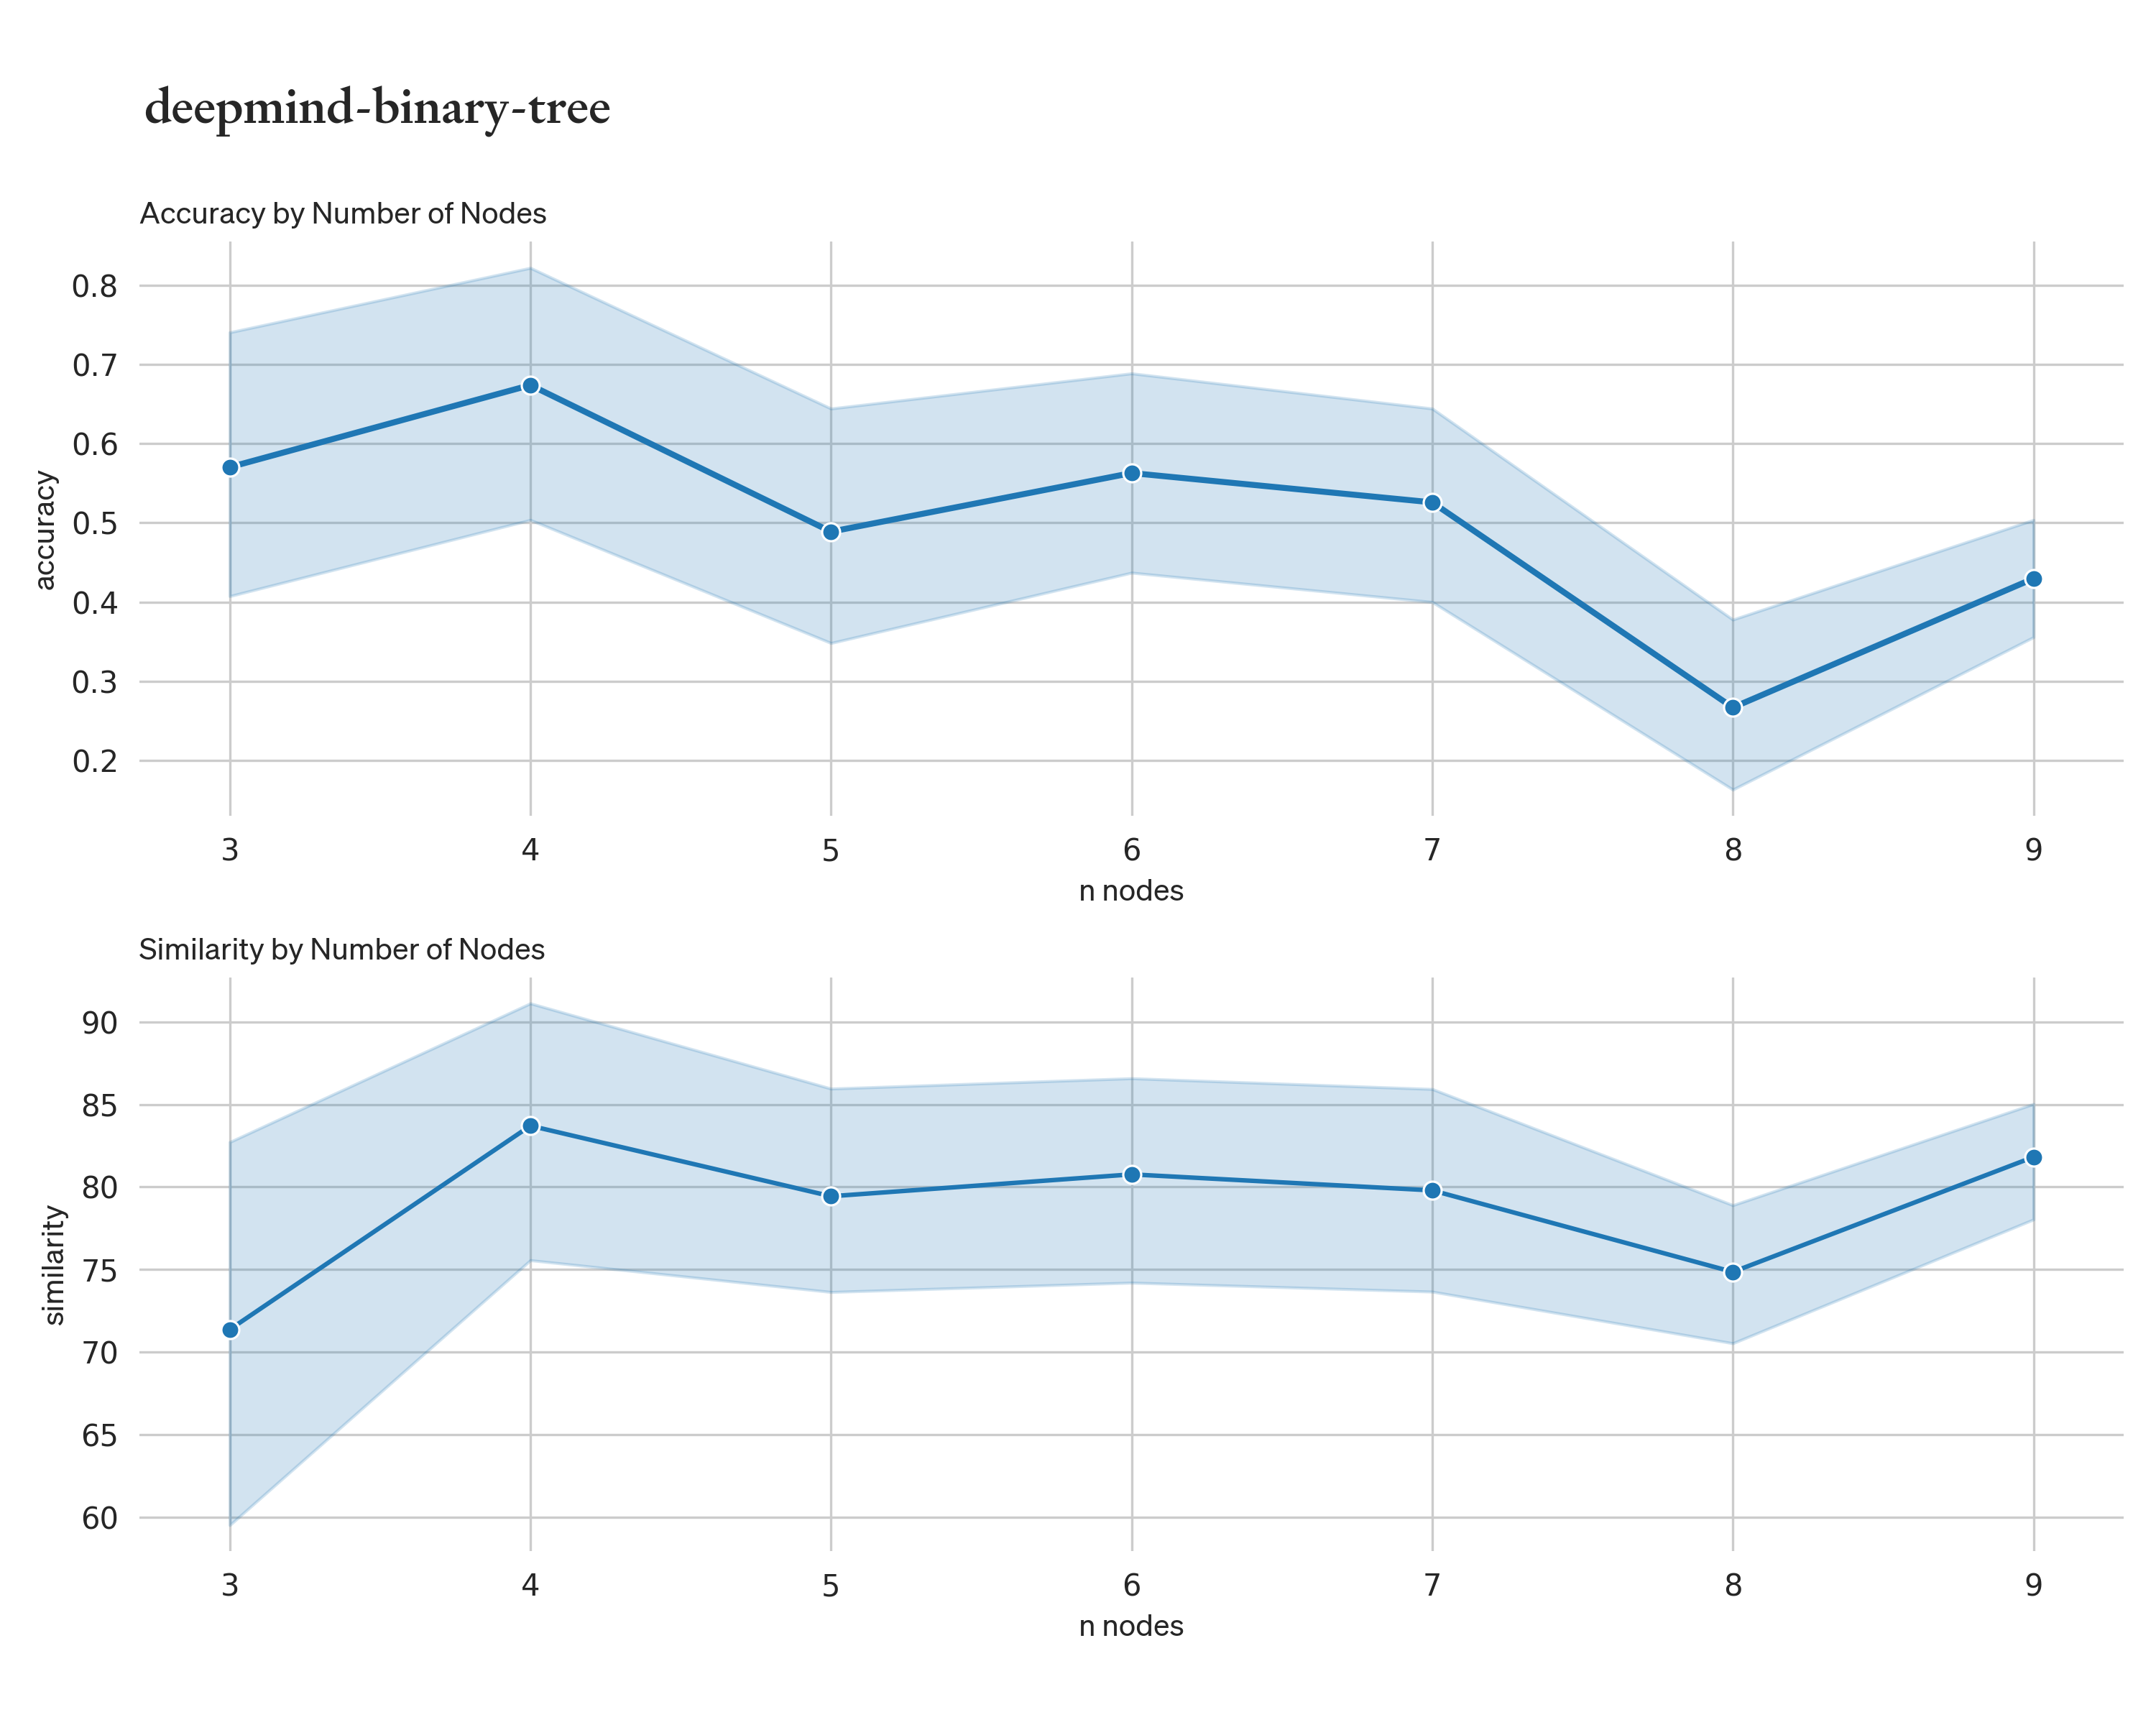 deepmind-binary-tree
Accuracy by Number of Nodes
accuracy
0.8
0.7
0.6
0.5
0.4
0.3
0.2
3 4 5 6 7 8 9
n nodes
Similarity by Number of Nodes
similarity
90
85
80
75
70
65
60
3 4 5 6 7 8 9
n nodes